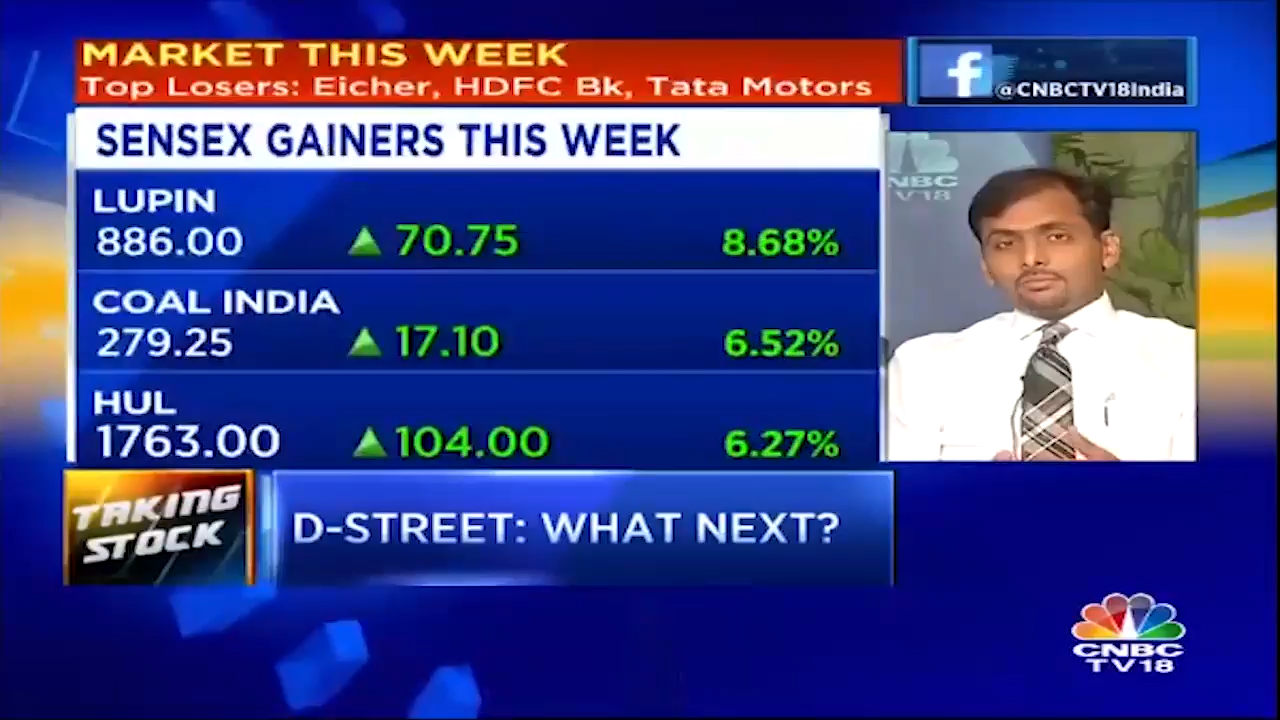 MARKET THIS WEEK
Top Losers: Eicher, HDFC Bk, Tata Motors
f @CNBCTV18India
SENSEX GAINERS THIS WEEK
LUPIN
886.00 ▲ 70.75 8.68%
COAL INDIA
279.25 ▲ 17.10 6.52%
HUL
1763.00 ▲ 104.00 6.27%
CNBC
TAKING
STOCK
D-STREET: WHAT NEXT?
CNBC
TV18